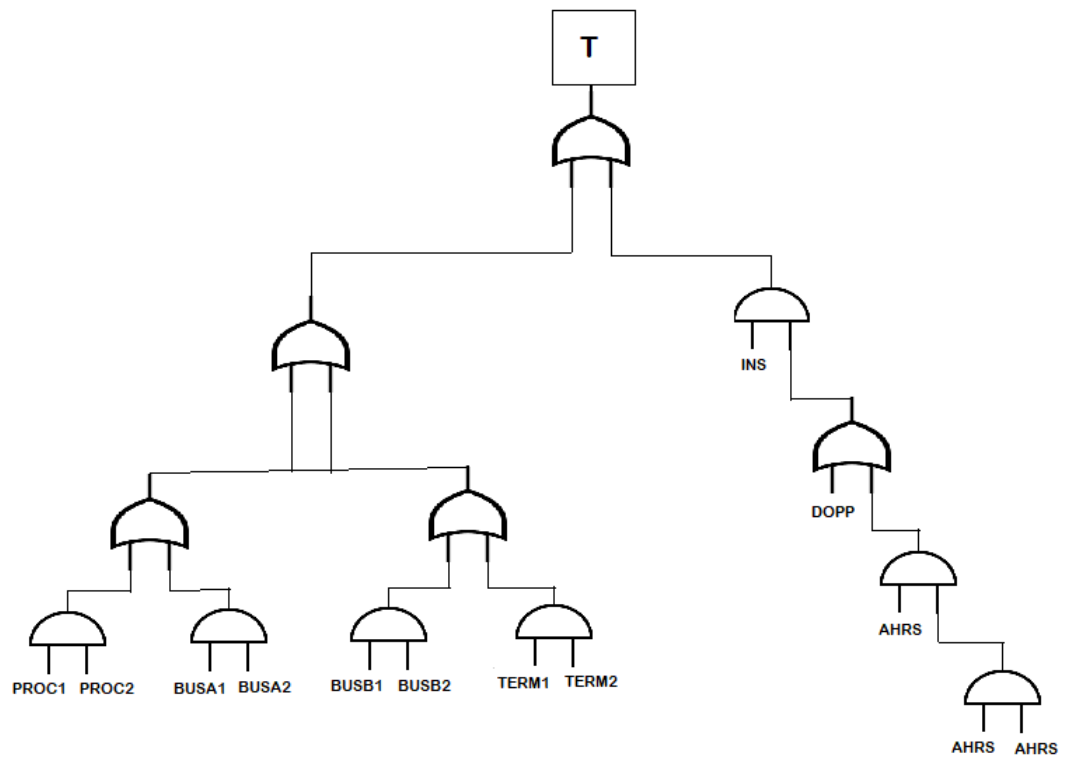 T
INS
DOPP
AHRS
PROC1 PROC2 BUSA1 BUSA2 BUSB1 BUSB2 TERM1 TERM2
AHRS AHRS